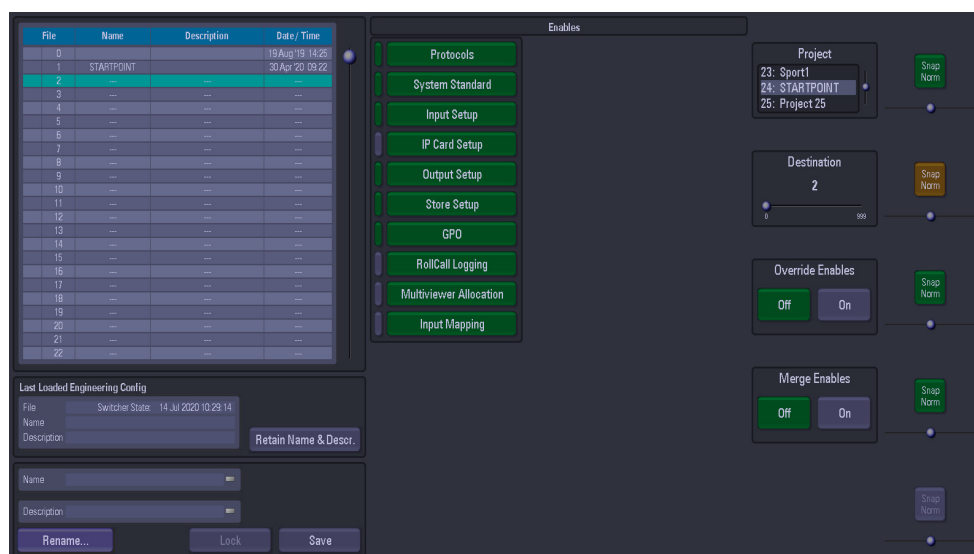 Enables
File Name Description Date / Time
0 19 Aug '19 14:25
1 STARTPOINT 30 Apr '20 09:22
2 --- --- ---
3 --- --- ---
4 --- --- ---
5 --- --- ---
6 --- --- ---
7 --- --- ---
8 --- --- ---
9 --- --- ---
10 --- --- ---
11 --- --- ---
12 --- --- ---
13 --- --- ---
14 --- --- ---
15 --- --- ---
16 --- --- ---
17 --- --- ---
18 --- --- ---
19 --- --- ---
20 --- --- ---
21 --- --- ---
22 --- --- ---
Last Loaded Engineering Config
File Switcher State: 14 Jul 2020 10:29:14
Name
Description
Retain Name & Descr.
Name
Description
Rename...
Lock
Save
Protocols
System Standard
Input Setup
IP Card Setup
Output Setup
Store Setup
GPO
RollCall Logging
Multiviewer Allocation
Input Mapping
Project
23: Sport1
24: STARTPOINT
25: Project 25
Snap
Norm
Destination
2
0 999
Snap
Norm
Override Enables
Off On
Snap
Norm
Merge Enables
Off On
Snap
Norm
Snap
Norm